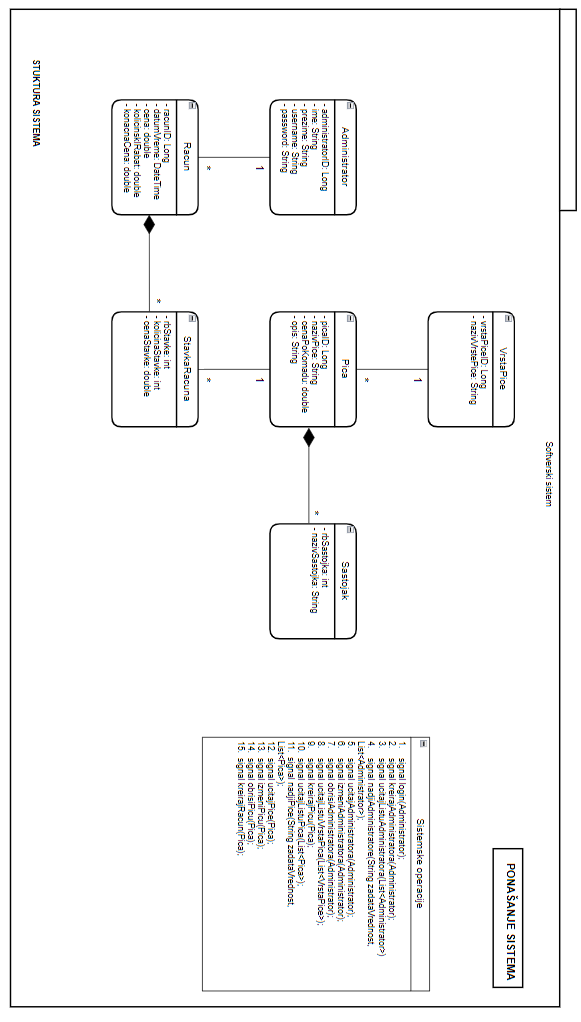 Softverski sistem
VrstaPice
- vrstaPiceID: Long
- nazivVrstePice: String
1
*
Administrator
- administratorID: Long
- ime: String
- prezime: String
- username: String
- password: String
Pica
- picaID: Long
- nazivPice: String
- cenaPoKomadu: double
- opis: String
Sastojak
- rbSastojka: int
- nazivSastojka: String
*
1
*
1
*
Racun
- racunID: Long
- datumVreme: DateTime
- cena: double
- kolicinskiRabat: double
- konacnaCena: double
*
StavkaRacuna
- rbStavke: int
- kolicinaStavke: int
- cenaStavke: double
STUKTURA SISTEMA
PONAŠANJE SISTEMA
Sistemske operacije
1. signal login(Administrator);
2. signal kreirajAdministratora(Administrator);
3. signal ucitajListuAdministratora(List<Administrator>)
4. signal nadjiAdministratore(String zadataVrednost,
List<Administrator>);
5. signal ucitajAdministratora(Administrator);
6. signal izmeniAdministratora(Administrator);
7. signal obrisiAdministratora(Administrator);
8. signal ucitajListuVrstaPica(List<VrstaPice>);
9. signal kreirajPicu(Pica);
10. signal ucitajListuPica(List<Pica>);
11. signal nadjiPice(String zadataVrednost,
List<Pica>);
12. signal ucitajPice(Pica);
13. signal izmeniPicu(Pica);
14. signal obrisiPicu(Pica);
15. signal kreirajRacun(Pica);